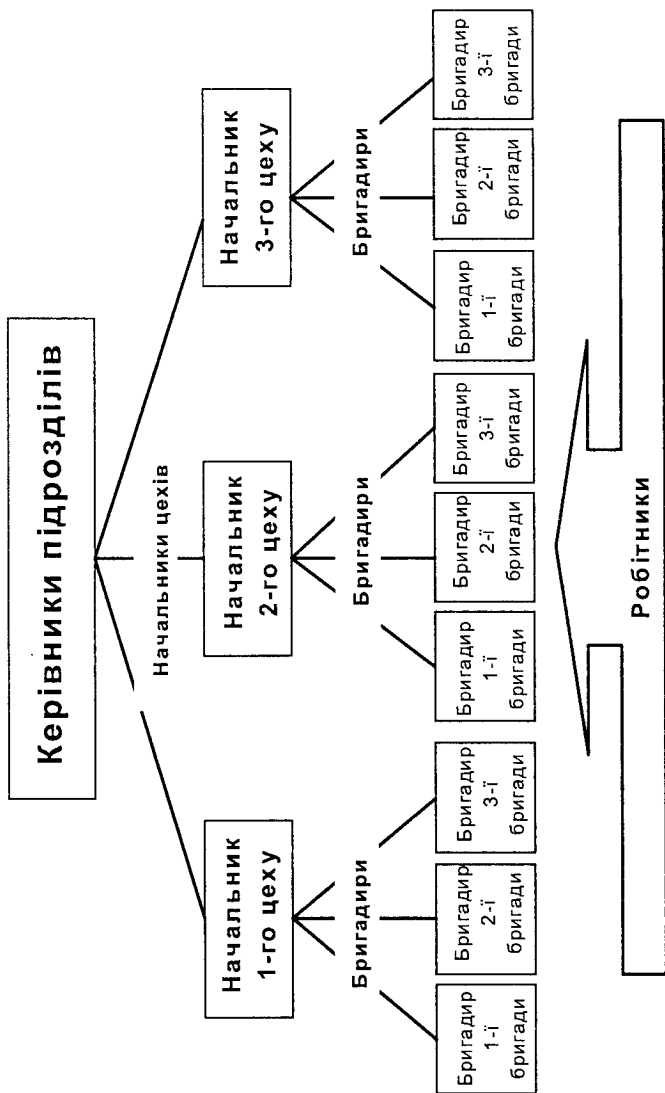 Керівники підрозділів
Начальники цехів
Начальник
1-го цеху
Начальник
2-го цеху
Начальник
3-го цеху
Бригадири
Бригадири
Бригадири
Бригадир
1-ї
бригади
Бригадир
2-ї
бригади
Бригадир
3-ї
бригади
Бригадир
1-ї
бригади
Бригадир
2-ї
бригади
Бригадир
3-ї
бригади
Бригадир
1-ї
бригади
Бригадир
2-ї
бригади
Бригадир
3-ї
бригади
Робітники